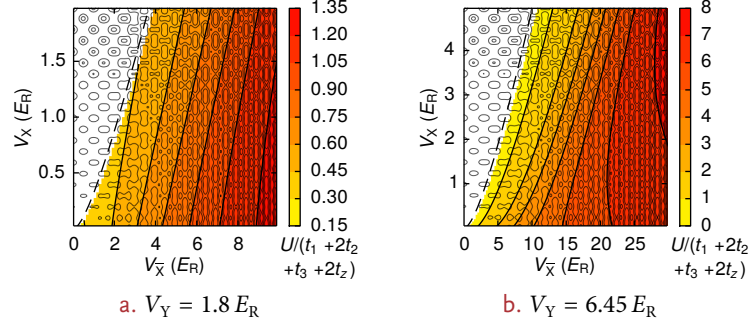 1.5
1.0
0.5
V_X (E_R)
0 2 4 6 8
V_X̅ (E_R)
1.35
1.20
1.05
0.90
0.75
0.60
0.45
0.30
0.15
U/(t_1 +2t_2
+t_3 +2t_z)
a. V_Y = 1.8 E_R
4
3
2
1
V_X (E_R)
0 5 10 15 20 25
V_X̅ (E_R)
8
7
6
5
4
3
2
1
0
U/(t_1 +2t_2
+t_3 +2t_z)
b. V_Y = 6.45 E_R